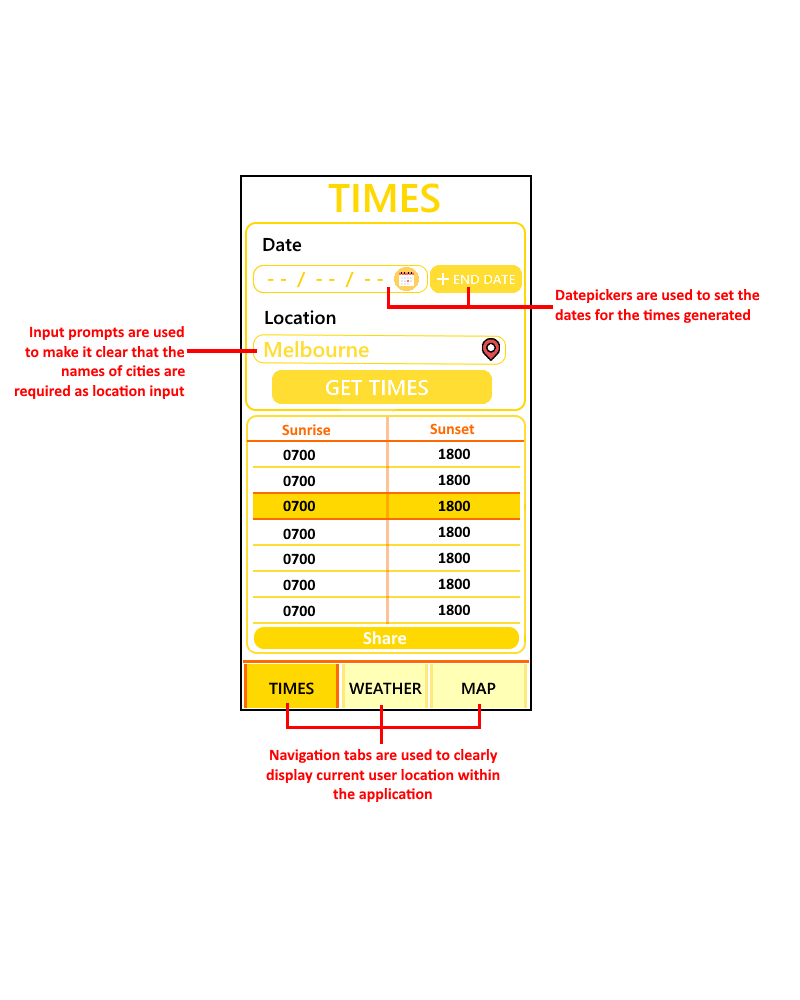 TIMES
Date
-- / -- / --
+ END DATE
Datepickers are used to set the
dates for the times generated
Location
Input prompts are used
to make it clear that the
names of cities are
required as location input
Melbourne
GET TIMES
Sunrise Sunset
0700 1800
0700 1800
0700 1800
0700 1800
0700 1800
0700 1800
0700 1800
Share
TIMES WEATHER MAP
Navigation tabs are used to clearly
display current user location within
the application